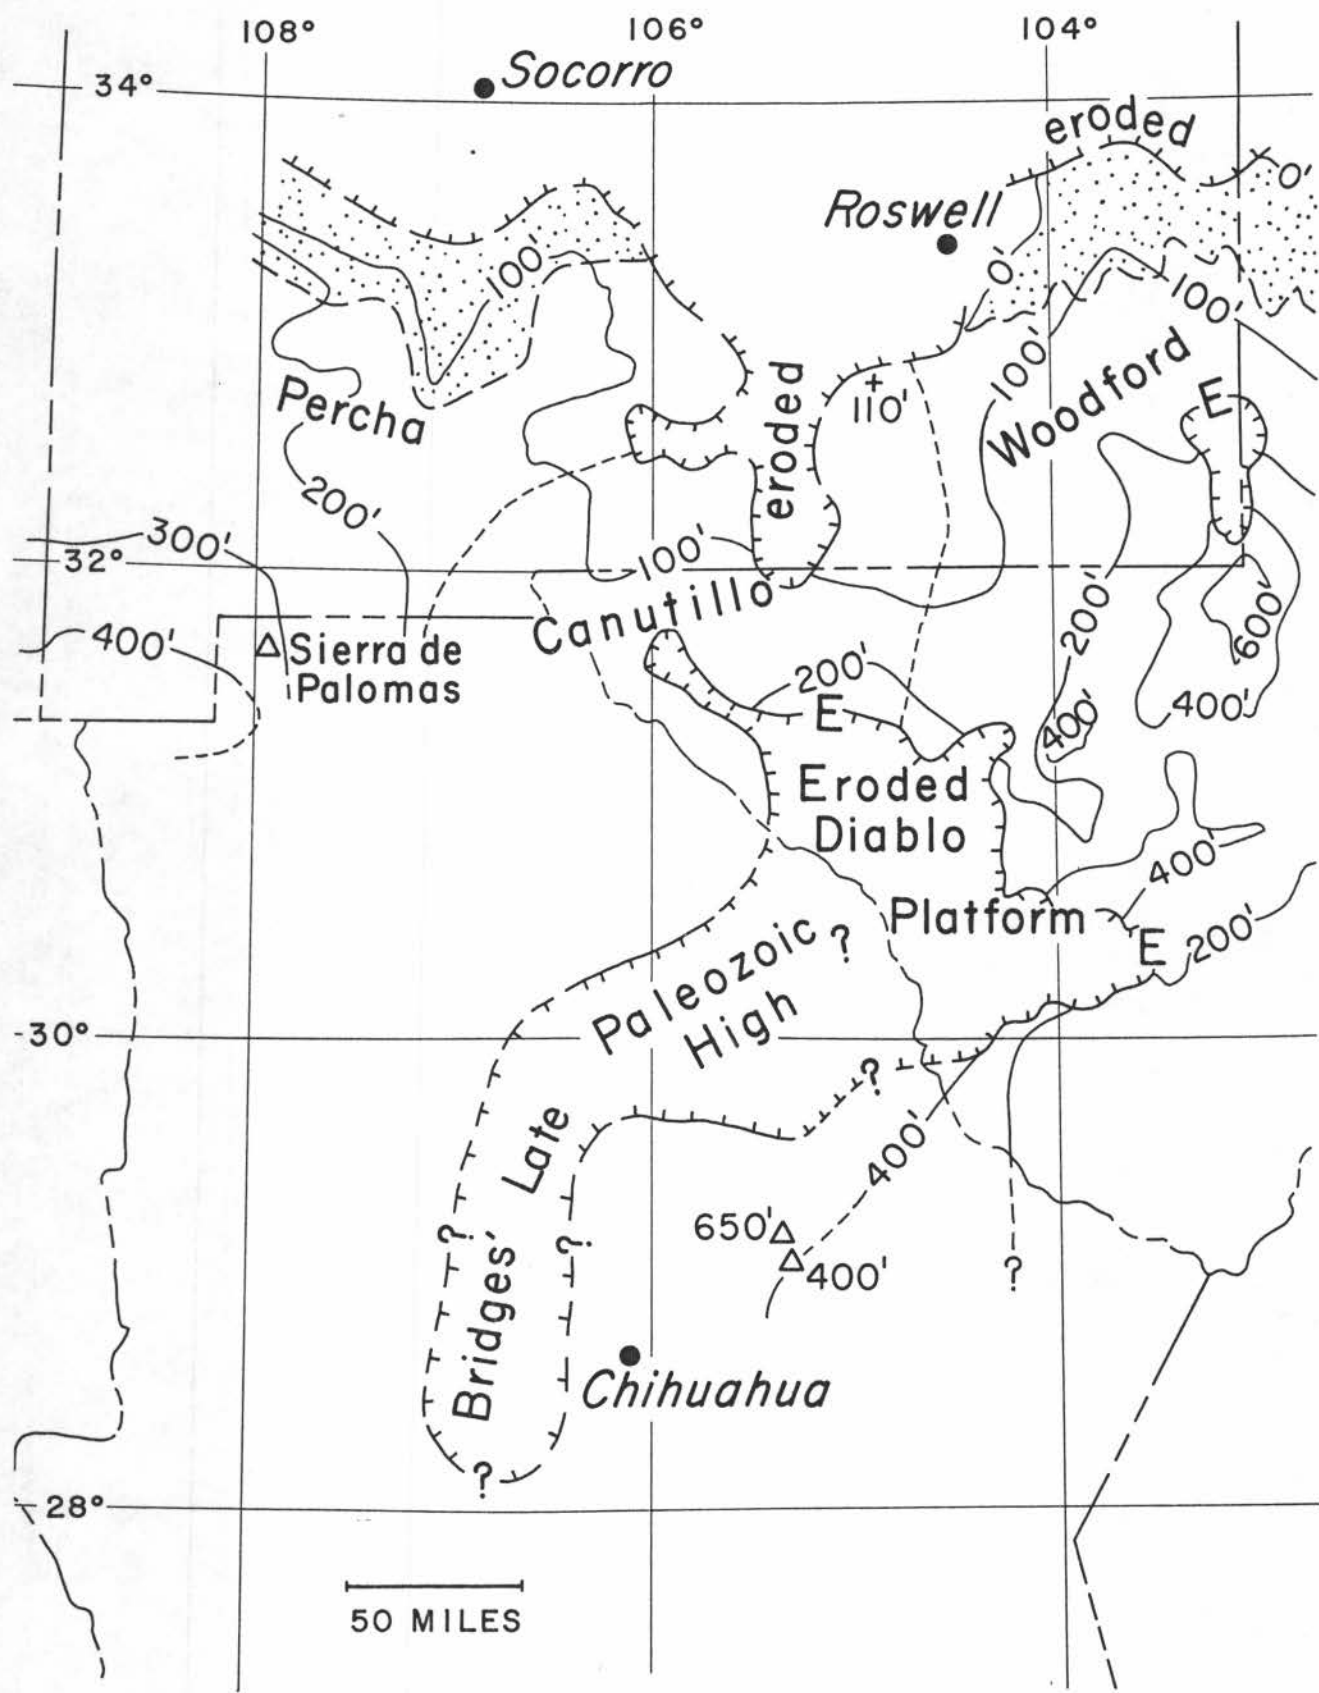 108°
106°
104°
34°
Socorro
eroded
0'
Roswell
100'
0'
100'
Percha
eroded
110'
100'
Woodford
E
200'
300'
32°
100'
Canutillo
200'
600'
400'
Sierra de
Palomas
200'
E
400'
400'
Eroded
Diablo
Platform
400'
E
200'
Paleozoic ?
High
30°
?
Late
400'
650'
400'
?
?
?
Bridges'
Chihuahua
?
28°
50 MILES